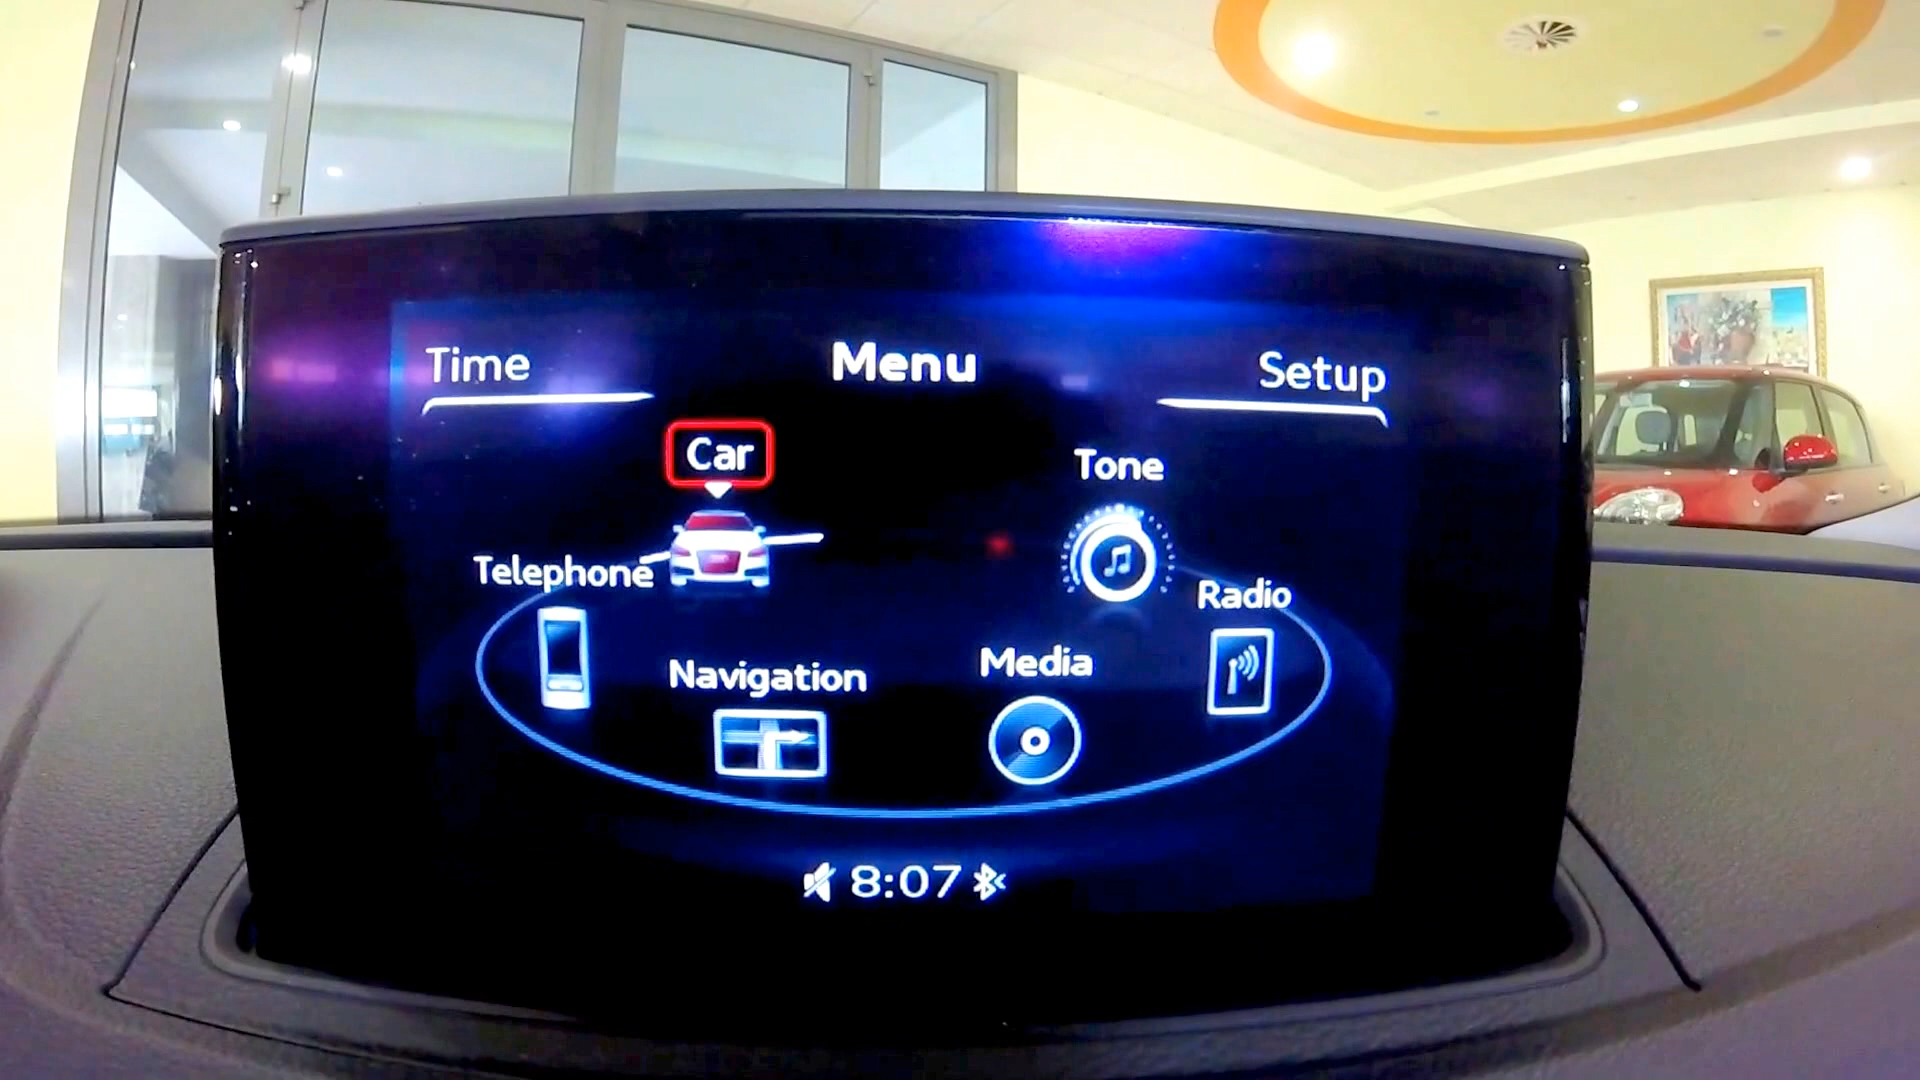 Time
Menu
Setup
Car
Tone
Telephone
Radio
Navigation
Media
8:07